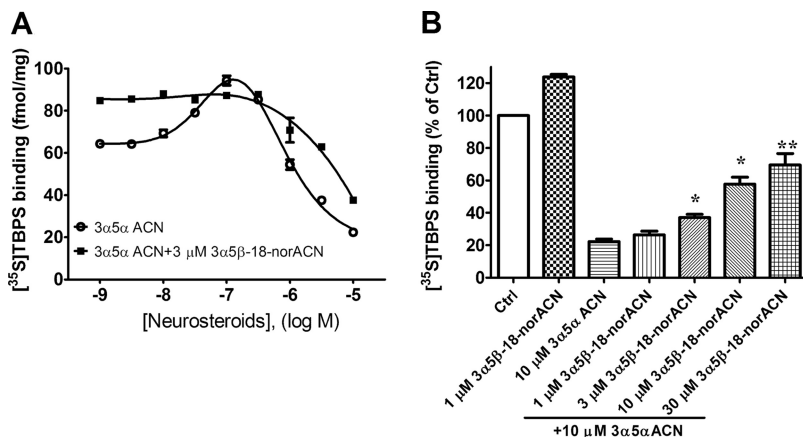 A
[³⁵S]TBPS binding (fmol/mg)
100
80
60
40
20
0
3α5α ACN
3α5α ACN+3 µM 3α5β-18-norACN
-9
-8
-7
-6
-5
[Neurosteroids], (log M)
B
[³⁵S]TBPS binding (% of Ctrl)
120
100
80
60
40
20
0
*
*
**
Ctrl
1 µM 3α5β-18-norACN
10 µM 3α5α ACN
1 µM 3α5β-18-norACN
3 µM 3α5β-18-norACN
10 µM 3α5β-18-norACN
30 µM 3α5β-18-norACN
+10 µM 3α5αACN